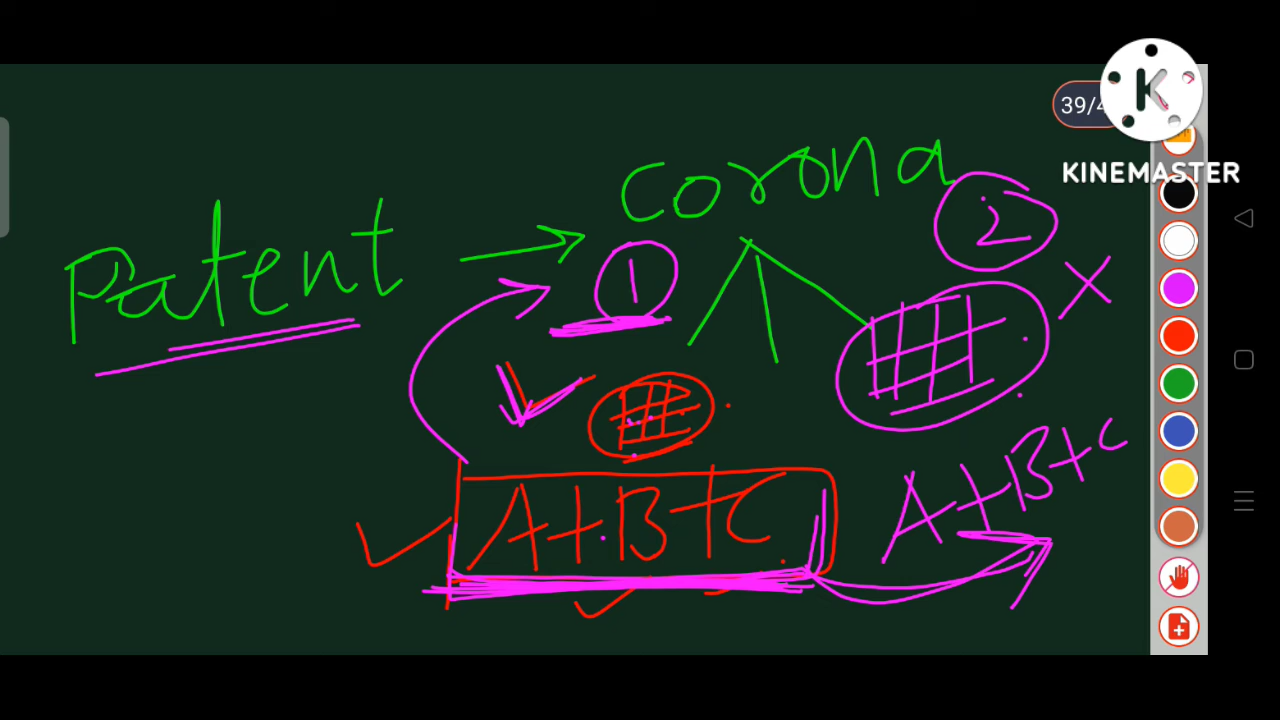 39/4
KINEMASTER
Corona
Patent
1
2
A+B+C
A+B+C